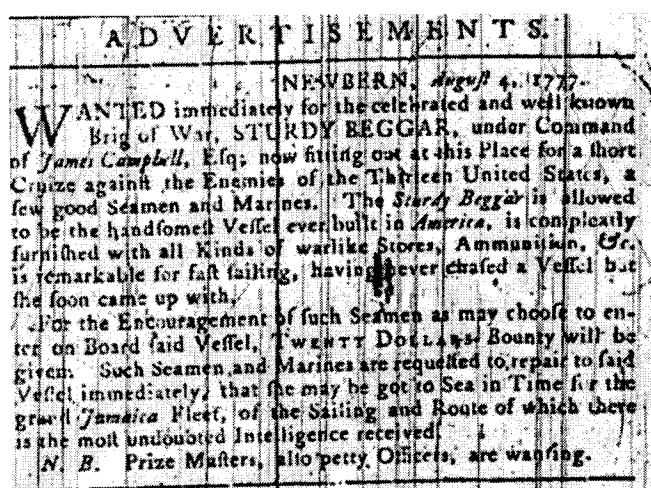 ADVERTISEMENTS.
NEWBERN, Auguſt 4, 1777.
WANTED immediately for the celebrated and well known
Brig of War, STURDY BEGGAR, under Command
of James Campbell, Eſq; now fitting out at this Place for a ſhort
Cruize againſt the Enemies of the Thirteen United States, a
few good Seamen and Marines. The Sturdy Beggar is allowed
to be the handſomeſt Veſſel ever built in America, is compleatly
furniſhed with all Kinds of warlike Stores, Ammunition, &c.
is remarkable for faſt ſailing, having never chaſed a Veſſel but
ſhe ſoon came up with.
For the Encouragement of ſuch Seamen as may chooſe to en-
ter on Board ſaid Veſſel, TWENTY DOLLARS Bounty will be
given. Such Seamen and Marines are requeſted to repair to ſaid
Veſſel immediately, that ſhe may be got to Sea in Time for the
grand Jamaica Fleet, of the Sailing and Route of which there
is the moſt undoubted Intelligence received.
N. B. Prize Maſters, alſo petty Officers, are wanting.